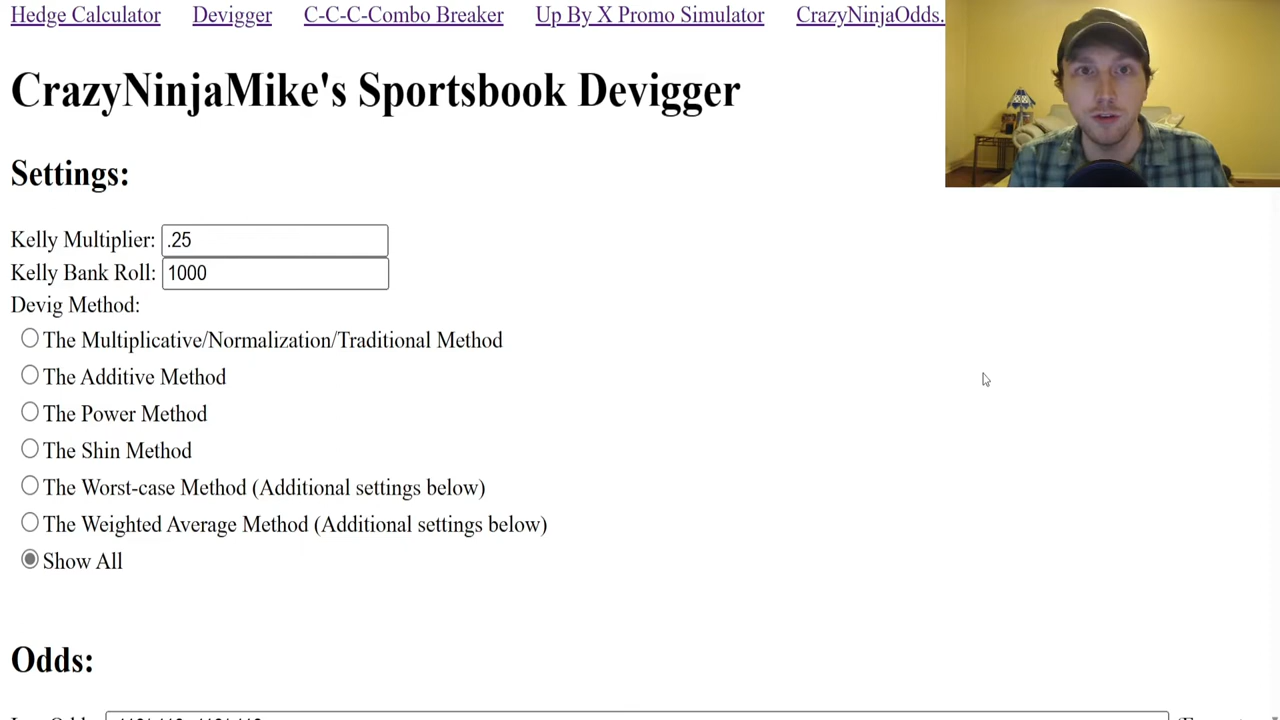 Hedge Calculator Devigger C-C-C-Combo Breaker Up By X Promo Simulator CrazyNinjaOdds.
CrazyNinjaMike's Sportsbook Devigger
Settings:
Kelly Multiplier: .25
Kelly Bank Roll: 1000
Devig Method:
The Multiplicative/Normalization/Traditional Method
The Additive Method
The Power Method
The Shin Method
The Worst-case Method (Additional settings below)
The Weighted Average Method (Additional settings below)
Show All
Odds: